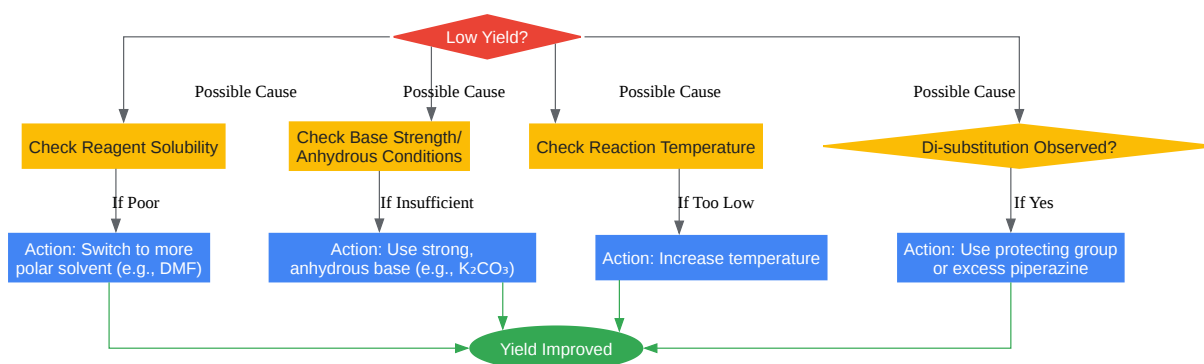 Low Yield?
Possible Cause
Possible Cause
Possible Cause
Possible Cause
Check Reagent Solubility
Check Base Strength/
Anhydrous Conditions
Check Reaction Temperature
Di-substitution Observed?
If Poor
If Insufficient
If Too Low
If Yes
Action: Switch to more
polar solvent (e.g., DMF)
Action: Use strong,
anhydrous base (e.g., K₂CO₃)
Action: Increase temperature
Action: Use protecting group
or excess piperazine
Yield Improved